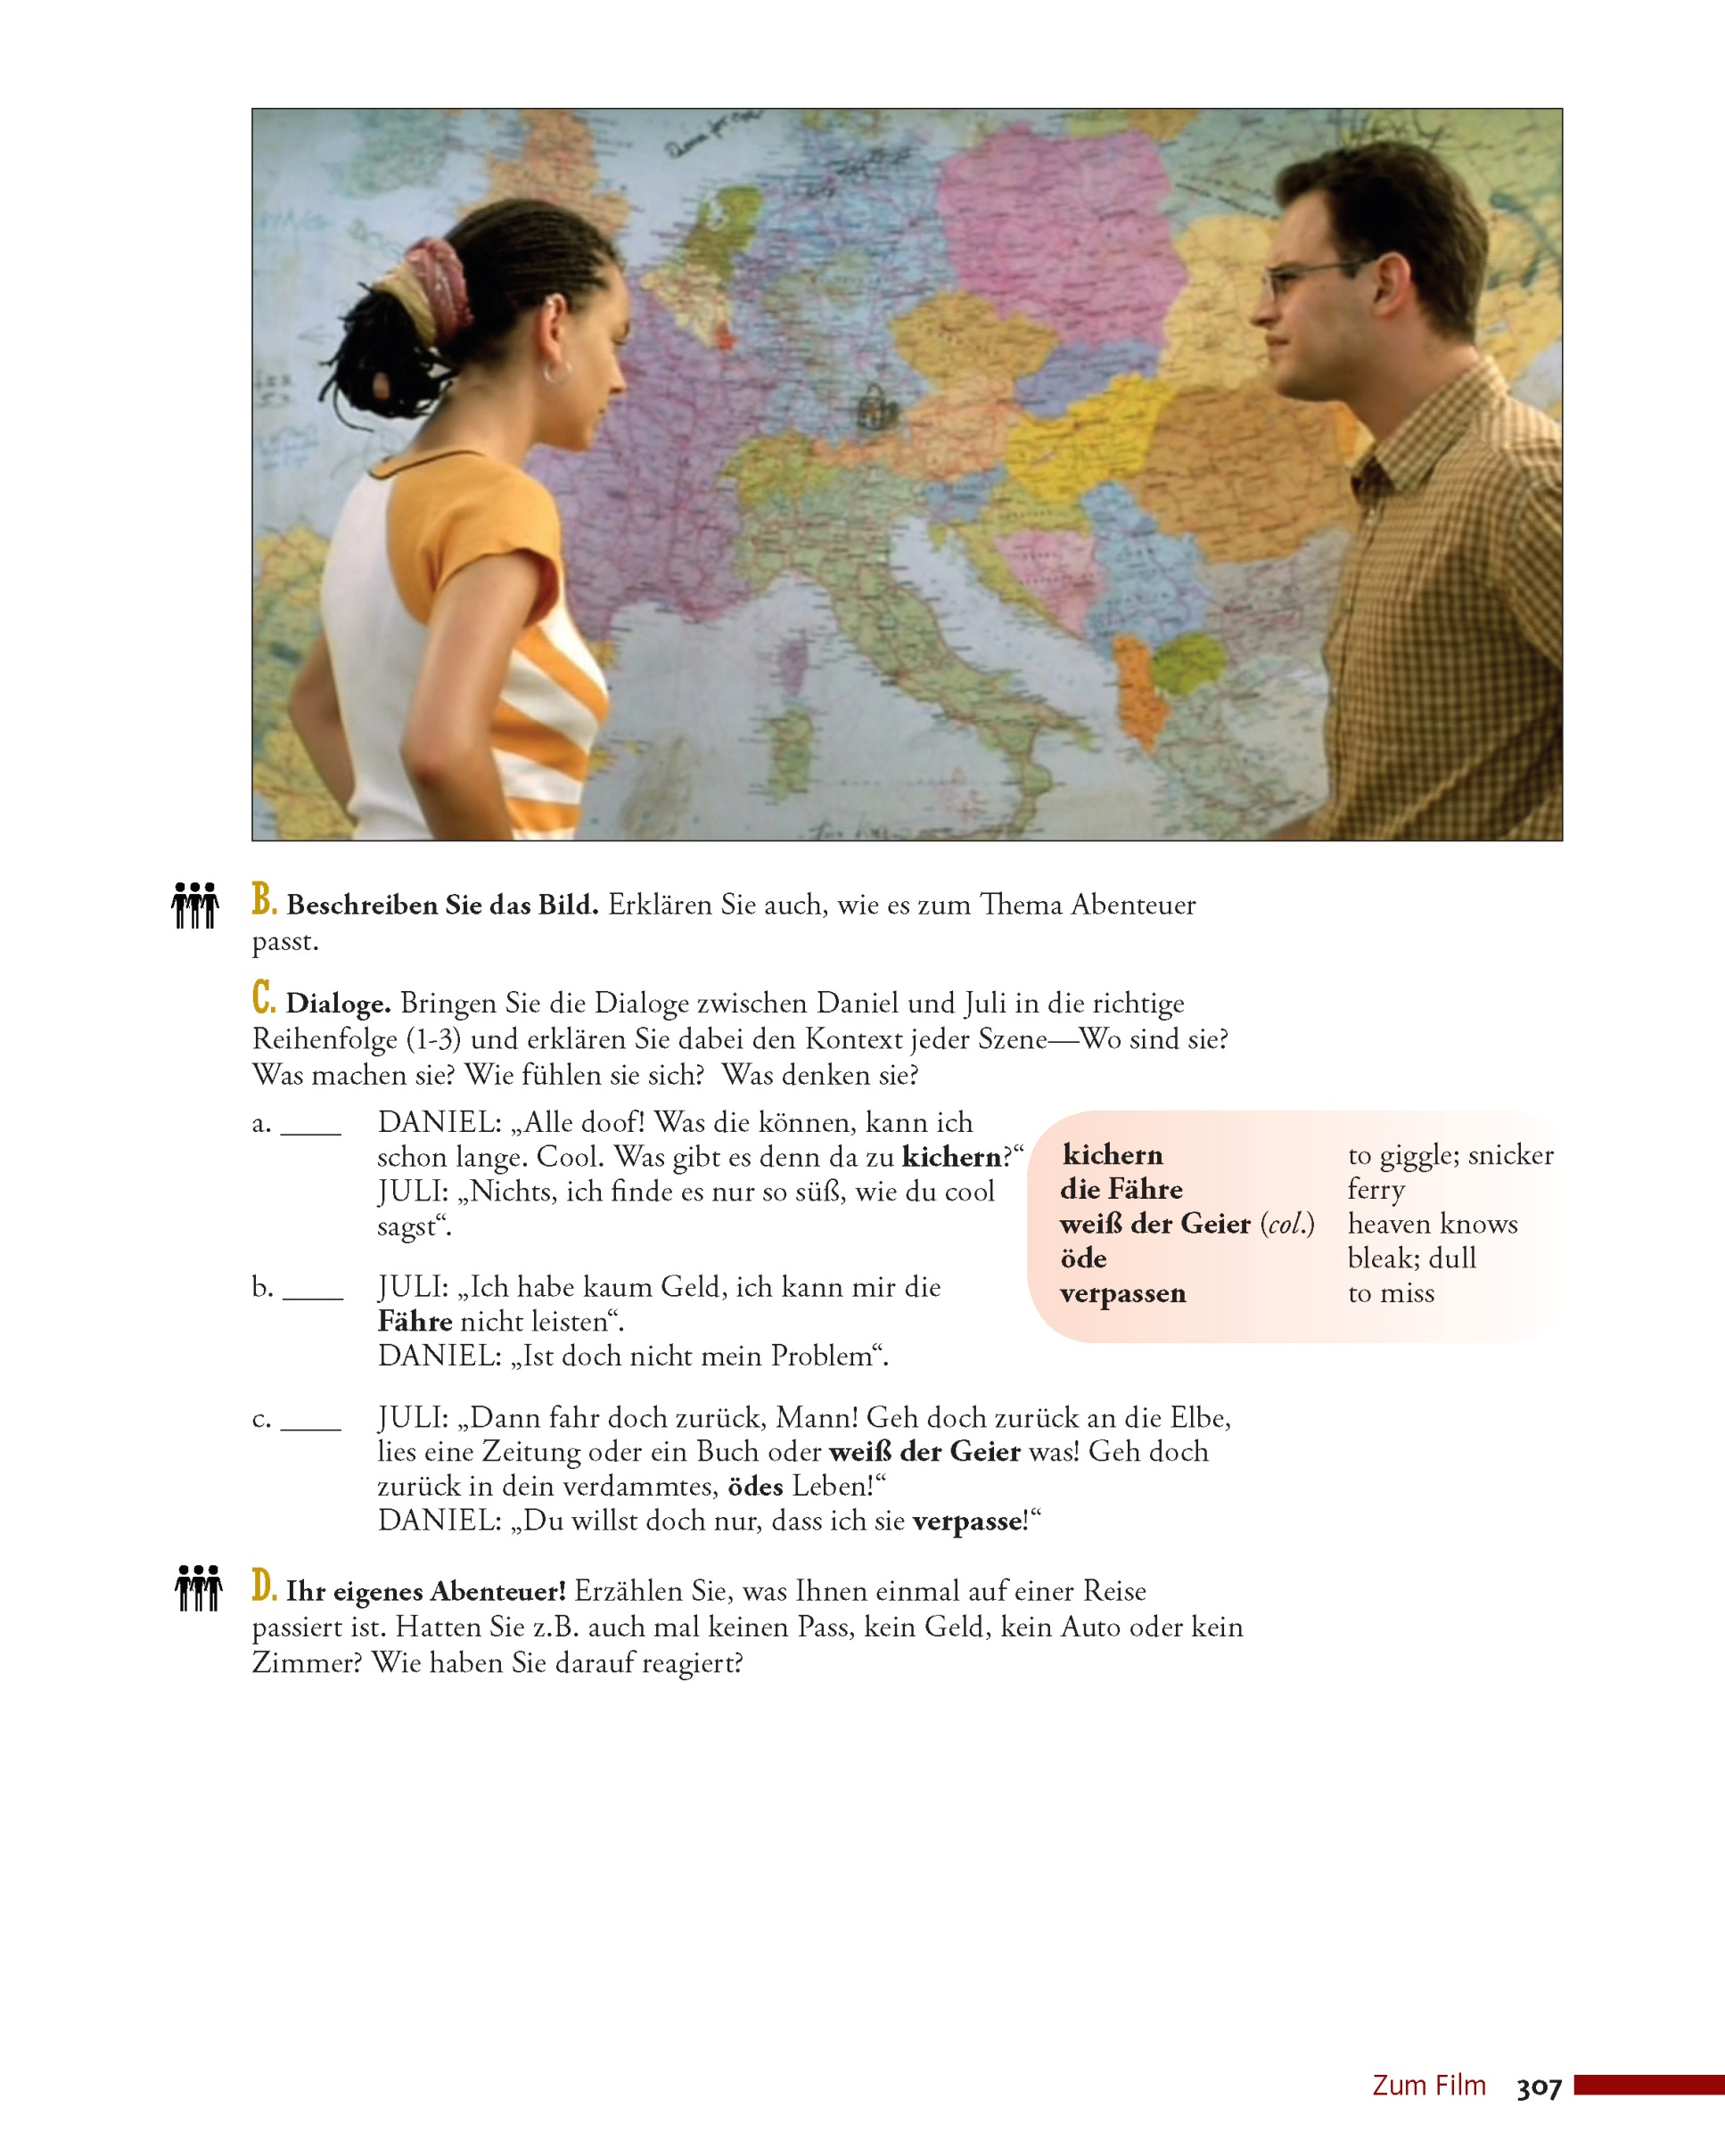 B. Beschreiben Sie das Bild. Erklären Sie auch, wie es zum Thema Abenteuer
passt.
C. Dialoge. Bringen Sie die Dialoge zwischen Daniel und Juli in die richtige
Reihenfolge (1-3) und erklären Sie dabei den Kontext jeder Szene—Wo sind sie?
Was machen sie? Wie fühlen sie sich?  Was denken sie?
a. ____ DANIEL: „Alle doof! Was die können, kann ich
schon lange. Cool. Was gibt es denn da zu kichern?“
JULI: „Nichts, ich finde es nur so süß, wie du cool
sagst“.
b. ____ JULI: „Ich habe kaum Geld, ich kann mir die
Fähre nicht leisten“.
DANIEL: „Ist doch nicht mein Problem“.
c. ____ JULI: „Dann fahr doch zurück, Mann! Geh doch zurück an die Elbe,
lies eine Zeitung oder ein Buch oder weiß der Geier was! Geh doch
zurück in dein verdammtes, ödes Leben!“
DANIEL: „Du willst doch nur, dass ich sie verpasse!“
kichern to giggle; snicker
die Fähre ferry
weiß der Geier (col.) heaven knows
öde bleak; dull
verpassen to miss
D. Ihr eigenes Abenteuer! Erzählen Sie, was Ihnen einmal auf einer Reise
passiert ist. Hatten Sie z.B. auch mal keinen Pass, kein Geld, kein Auto oder kein
Zimmer? Wie haben Sie darauf reagiert?
Zum Film 307